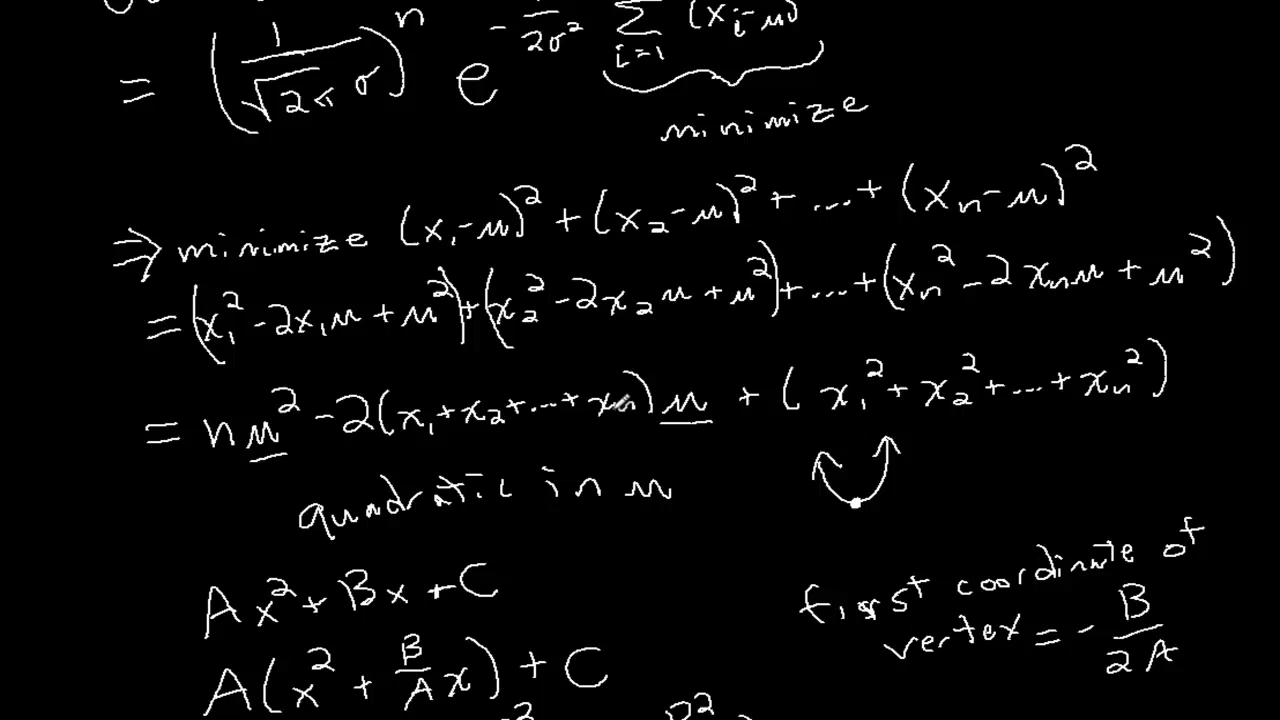 = (1/(√2π σ))ⁿ e^(-1/2σ² Σ_{i=1} (xᵢ-μ))
minimize
⇒ minimize (x₁-μ)² + (x₂-μ)² + ... + (xₙ-μ)²
= (x₁² - 2x₁μ + μ²) + (x₂² - 2x₂μ + μ²) + ... + (xₙ² - 2xₙμ + μ²)
= nμ² - 2(x₁+x₂+...+xₙ)μ + (x₁² + x₂² + ... + xₙ²)
quadratic in μ
Ax² + Bx + C
first coordinate of
vertex = - B/2A
A(x² + B/A x) + C